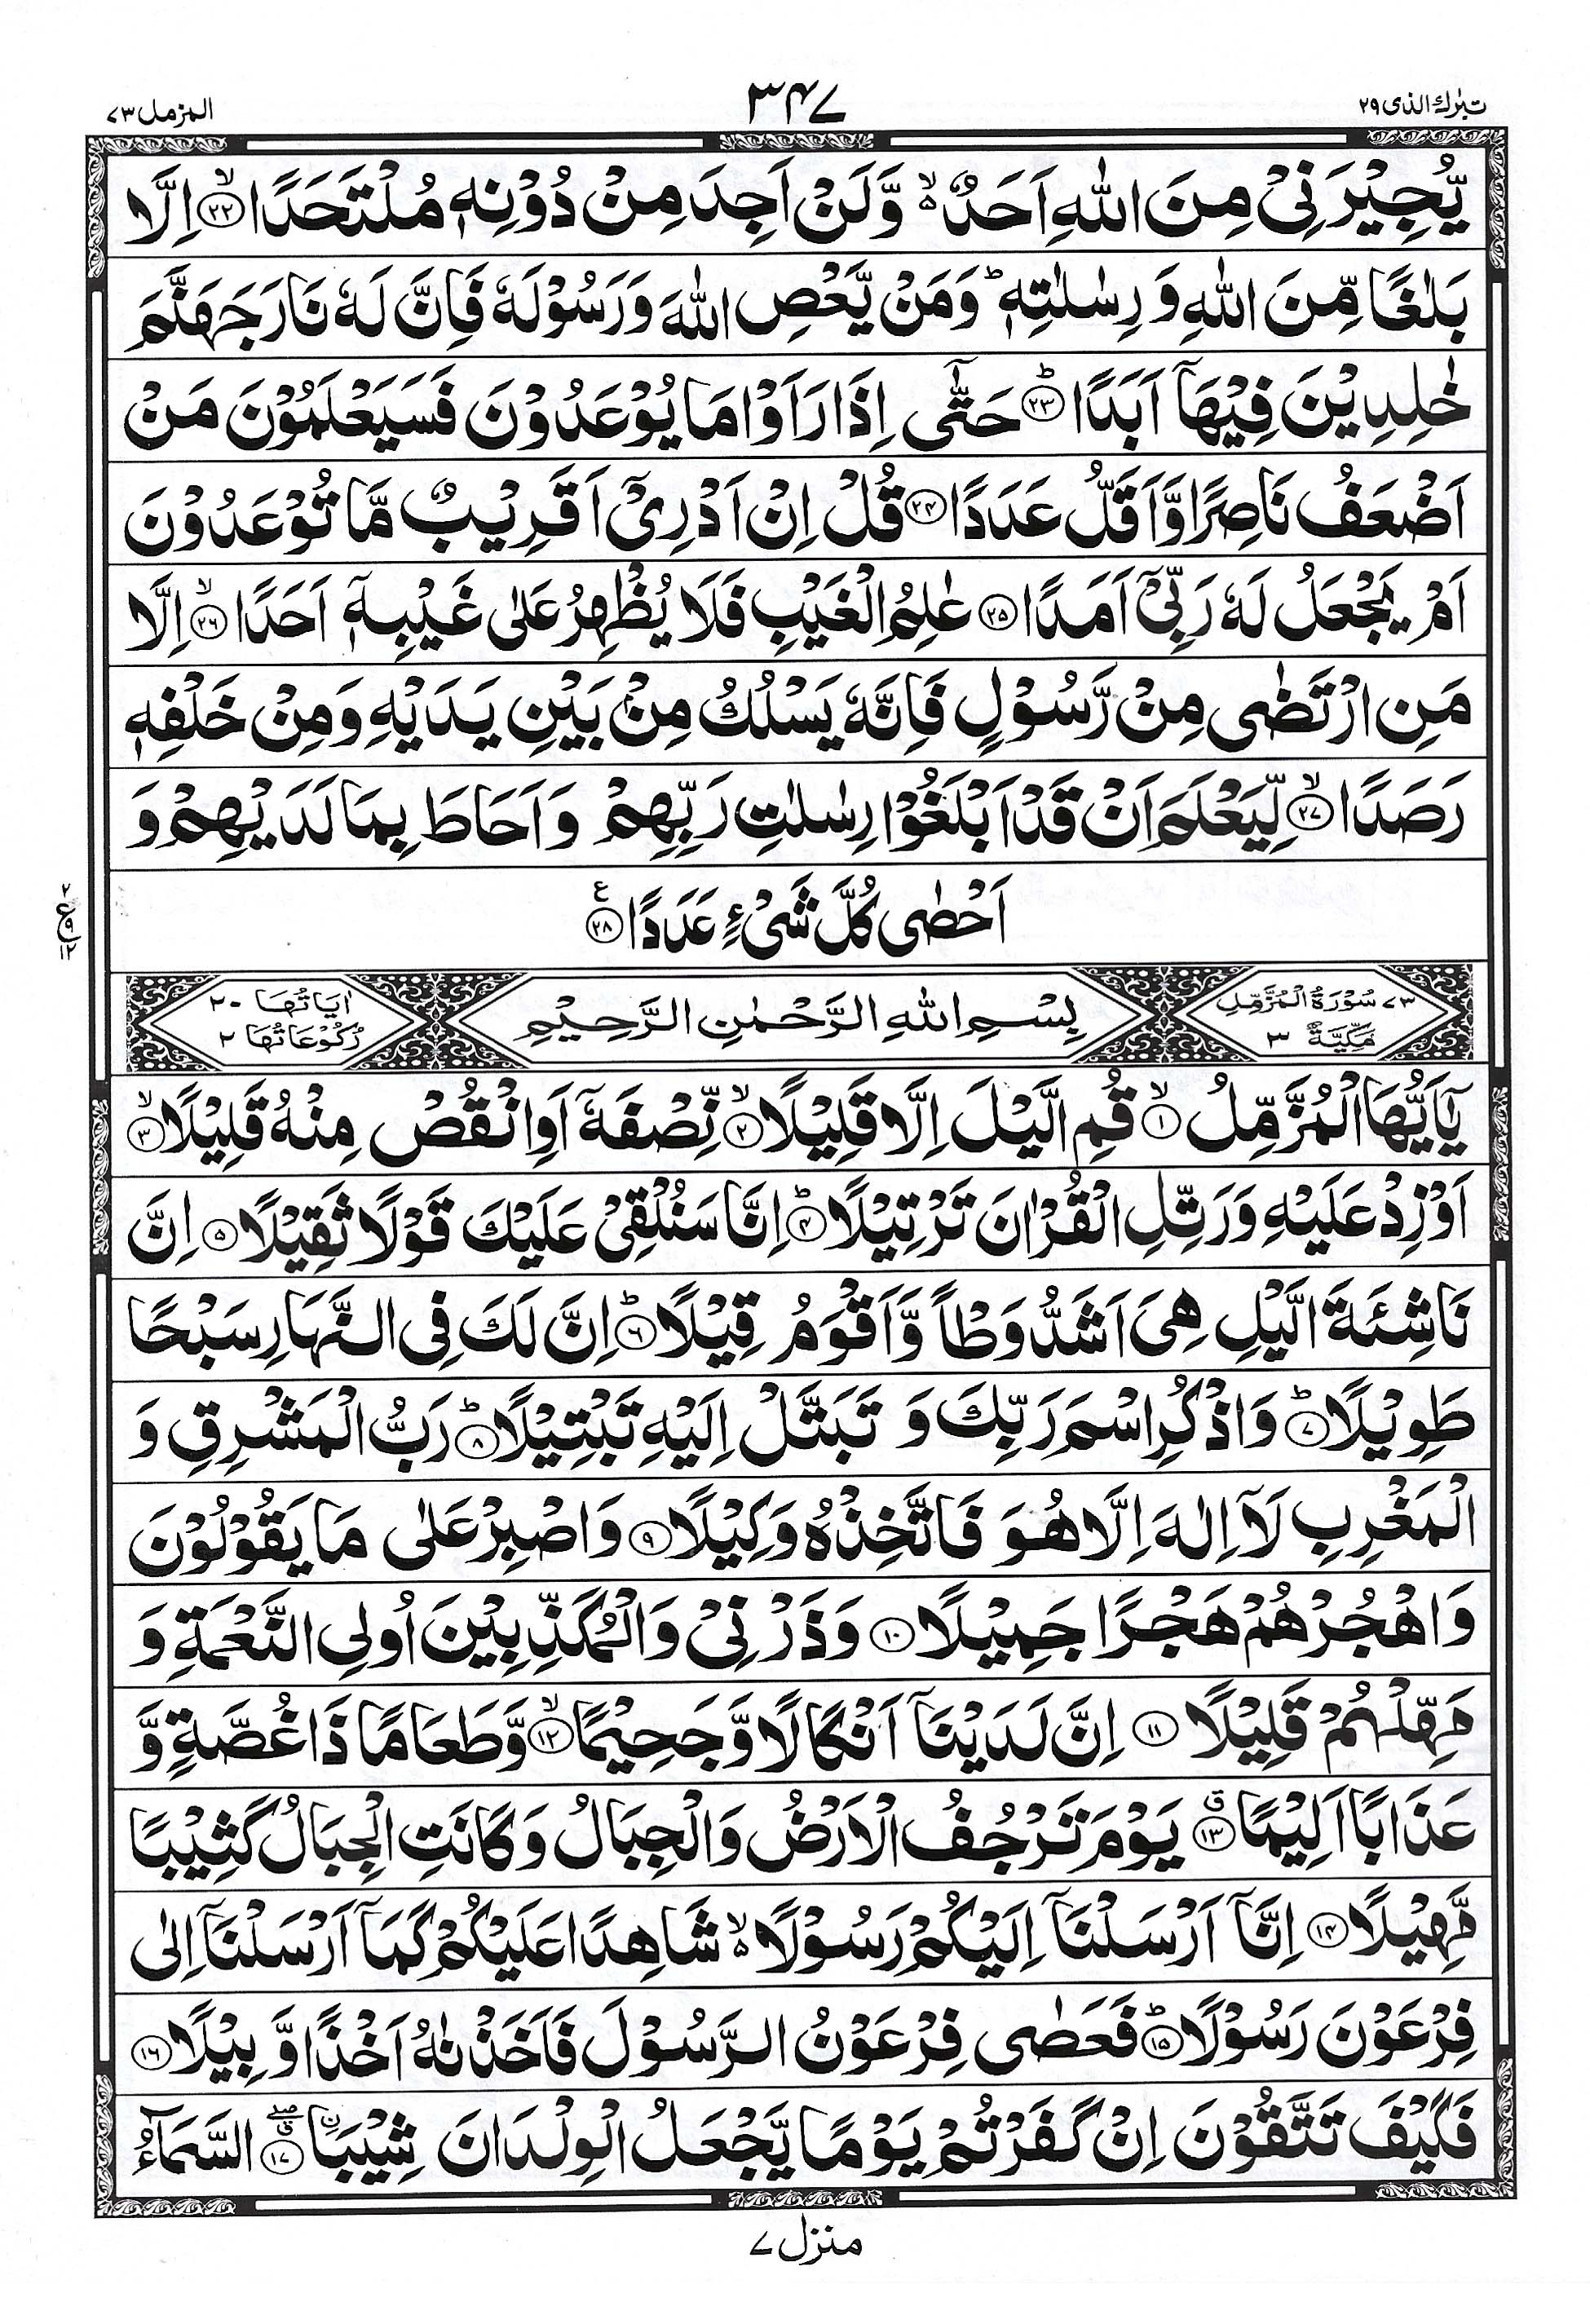 تبٰرك الذی ۲۹
۳۴۷
المزمل ۷۳
یُّجِیْرَنِیْ مِنَ اللّٰهِ اَحَدٌ ۙ۬ وَّلَنْ اَجِدَ مِنْ دُوْنِهٖ مُلْتَحَدًا ۙ﴿۲۲﴾ اِلَّا
بَلٰغًا مِّنَ اللّٰهِ وَ رِسٰلٰتِهٖ ؕ وَمَنْ یَّعْصِ اللّٰهَ وَرَسُوْلَهٗ فَاِنَّ لَهٗ نَارَ جَهَنَّمَ
خٰلِدِیْنَ فِیْهَاۤ اَبَدًا ؕ﴿۲۳﴾ حَتّٰۤی اِذَا رَاَوْا مَا یُوْعَدُوْنَ فَسَیَعْلَمُوْنَ مَنْ
اَضْعَفُ نَاصِرًا وَّاَقَلُّ عَدَدًا ﴿۲۴﴾ قُلْ اِنْ اَدْرِیْۤ اَقَرِیْبٌ مَّا تُوْعَدُوْنَ
اَمْ یَجْعَلُ لَهٗ رَبِّیْۤ اَمَدًا ﴿۲۵﴾ عٰلِمُ الْغَیْبِ فَلَا یُظْهِرُ عَلٰی غَیْبِهٖۤ اَحَدًا ۙ﴿۲۶﴾ اِلَّا
مَنِ ارْتَضٰی مِنْ رَّسُوْلٍ فَاِنَّهٗ یَسْلُكُ مِنْۢ بَیْنِ یَدَیْهِ وَمِنْ خَلْفِهٖ
رَصَدًا ۙ﴿۲۷﴾ لِّیَعْلَمَ اَنْ قَدْ اَبْلَغُوْا رِسٰلٰتِ رَبِّهِمْ وَاَحَاطَ بِمَا لَدَیْهِمْ وَ
اَحْصٰی كُلَّ شَیْءٍ عَدَدًا ﴿۲۸﴾ ع
۲ ع ۹ ۱۲
۷۳ سُوْرَةُ الْمُزَّمِّلِ مَكِّیَّةٌ ۳
بِسْمِ اللّٰهِ الرَّحْمٰنِ الرَّحِیْمِ
اٰیَاتُهَا ۲۰ رُكُوْعَاتُهَا ۲
یٰۤاَیُّهَا الْمُزَّمِّلُ ۙ﴿۱﴾ قُمِ الَّیْلَ اِلَّا قَلِیْلًا ۙ﴿۲﴾ نِّصْفَهٗۤ اَوِ انْقُصْ مِنْهُ قَلِیْلًا ۙ﴿۳﴾
اَوْ زِدْ عَلَیْهِ وَرَتِّلِ الْقُرْاٰنَ تَرْتِیْلًا ؕ﴿۴﴾ اِنَّا سَنُلْقِیْ عَلَیْكَ قَوْلًا ثَقِیْلًا ﴿۵﴾ اِنَّ
نَاشِئَةَ الَّیْلِ هِیَ اَشَدُّ وَطْاً وَّاَقْوَمُ قِیْلًا ؕ﴿۶﴾ اِنَّ لَكَ فِی النَّهَارِ سَبْحًا
طَوِیْلًا ؕ﴿۷﴾ وَاذْكُرِ اسْمَ رَبِّكَ وَ تَبَتَّلْ اِلَیْهِ تَبْتِیْلًا ؕ﴿۸﴾ رَبُّ الْمَشْرِقِ وَ
الْمَغْرِبِ لَاۤ اِلٰهَ اِلَّا هُوَ فَاتَّخِذْهُ وَكِیْلًا ﴿۹﴾ وَاصْبِرْ عَلٰی مَا یَقُوْلُوْنَ
وَاهْجُرْهُمْ هَجْرًا جَمِیْلًا ﴿۱۰﴾ وَذَرْنِیْ وَالْمُكَذِّبِیْنَ اُولِی النَّعْمَةِ وَ
مَهِّلْهُمْ قَلِیْلًا ﴿۱۱﴾ اِنَّ لَدَیْنَاۤ اَنْكَالًا وَّجَحِیْمًا ۙ﴿۱۲﴾ وَّطَعَامًا ذَا غُصَّةٍ وَّ
عَذَابًا اَلِیْمًا ٭ق﴿۱۳﴾ یَوْمَ تَرْجُفُ الْاَرْضُ وَالْجِبَالُ وَكَانَتِ الْجِبَالُ كَثِیْبًا
مَّهِیْلًا ﴿۱۴﴾ اِنَّاۤ اَرْسَلْنَاۤ اِلَیْكُمْ رَسُوْلًا ۙ۬ شَاهِدًا عَلَیْكُمْ كَمَاۤ اَرْسَلْنَاۤ اِلٰی
فِرْعَوْنَ رَسُوْلًا ؕ﴿۱۵﴾ فَعَصٰی فِرْعَوْنُ الرَّسُوْلَ فَاَخَذْنٰهُ اَخْذًا وَّبِیْلًا ﴿۱۶﴾
فَكَیْفَ تَتَّقُوْنَ اِنْ كَفَرْتُمْ یَوْمًا یَّجْعَلُ الْوِلْدَانَ شِیْبَا ۖق﴿۱۷﴾ السَّمَآءُ
منزل ۷